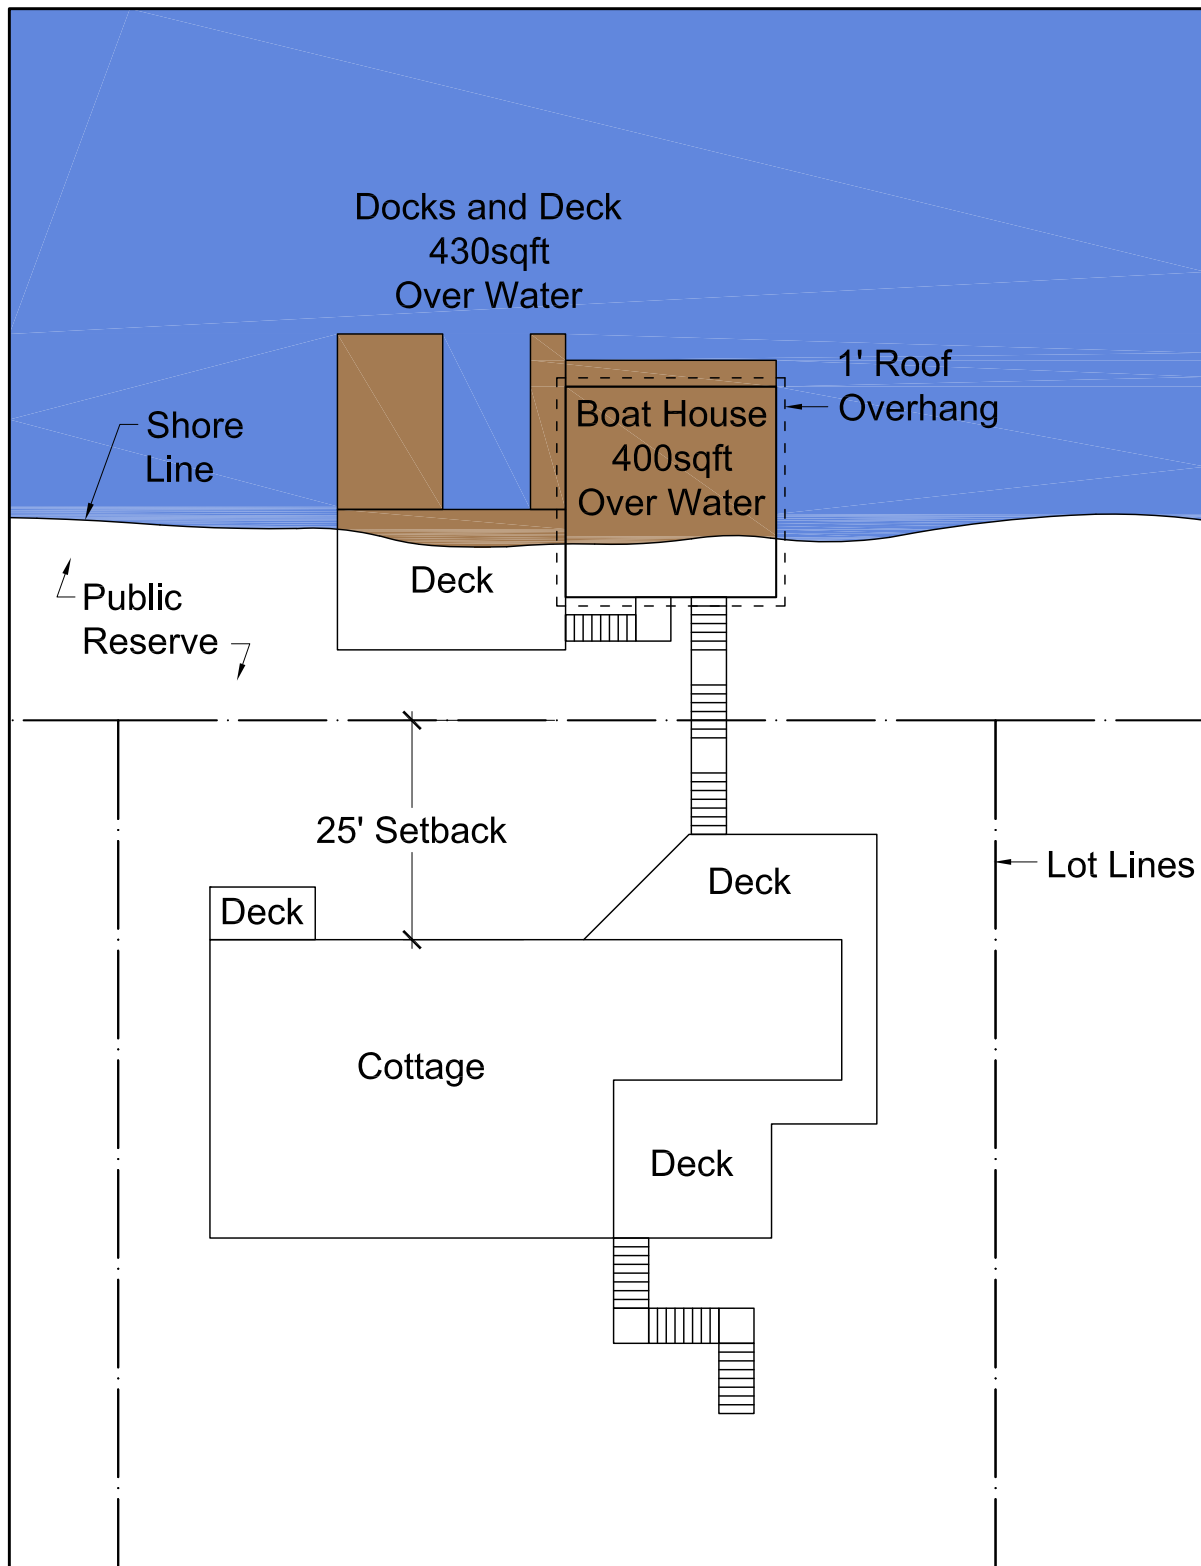 Docks and Deck
430sqft
Over Water
1' Roof
Overhang
Boat House
400sqft
Over Water
Shore
Line
Deck
Public
Reserve
25' Setback
Deck
Lot Lines
Deck
Cottage
Deck